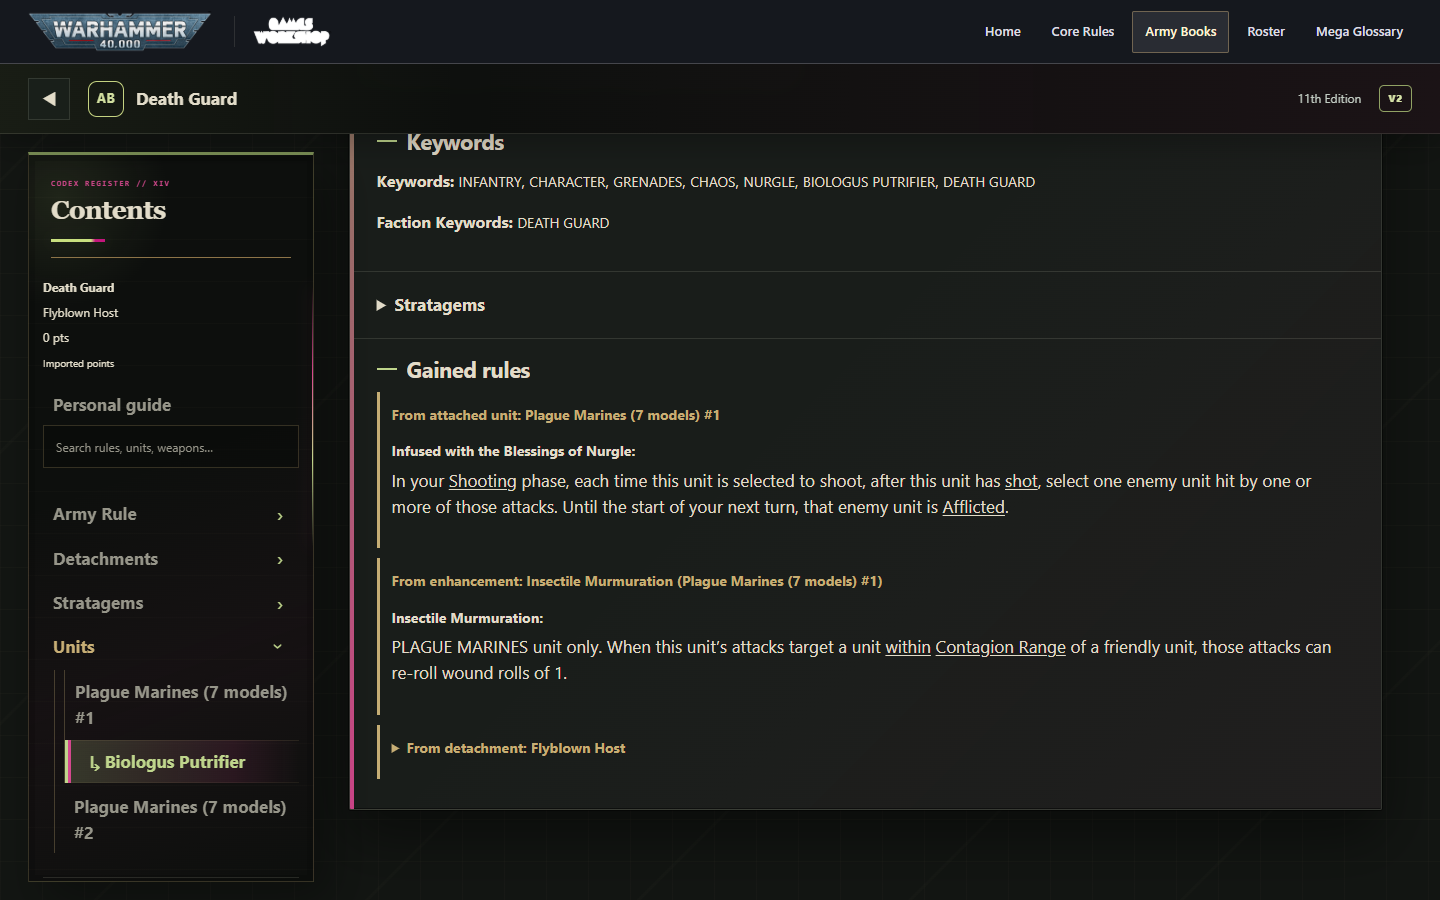 WARHAMMER
40,000
GAMES
WORKSHOP
Home
Core Rules
Army Books
Roster
Mega Glossary
◀
AB
Death Guard
11th Edition
V2
CODEX REGISTER // XIV
Contents
Death Guard
Flyblown Host
0 pts
Imported points
Personal guide
Search rules, units, weapons...
Army Rule ›
Detachments ›
Stratagems ›
Units
Plague Marines (7 models)
#1
↳ Biologus Putrifier
Plague Marines (7 models)
#2
— Keywords
Keywords: INFANTRY, CHARACTER, GRENADES, CHAOS, NURGLE, BIOLOGUS PUTRIFIER, DEATH GUARD
Faction Keywords: DEATH GUARD
▶ Stratagems
— Gained rules
From attached unit: Plague Marines (7 models) #1
Infused with the Blessings of Nurgle:
In your Shooting phase, each time this unit is selected to shoot, after this unit has shot, select one enemy unit hit by one or
more of those attacks. Until the start of your next turn, that enemy unit is Afflicted.
From enhancement: Insectile Murmuration (Plague Marines (7 models) #1)
Insectile Murmuration:
PLAGUE MARINES unit only. When this unit’s attacks target a unit within Contagion Range of a friendly unit, those attacks can
re-roll wound rolls of 1.
▶ From detachment: Flyblown Host